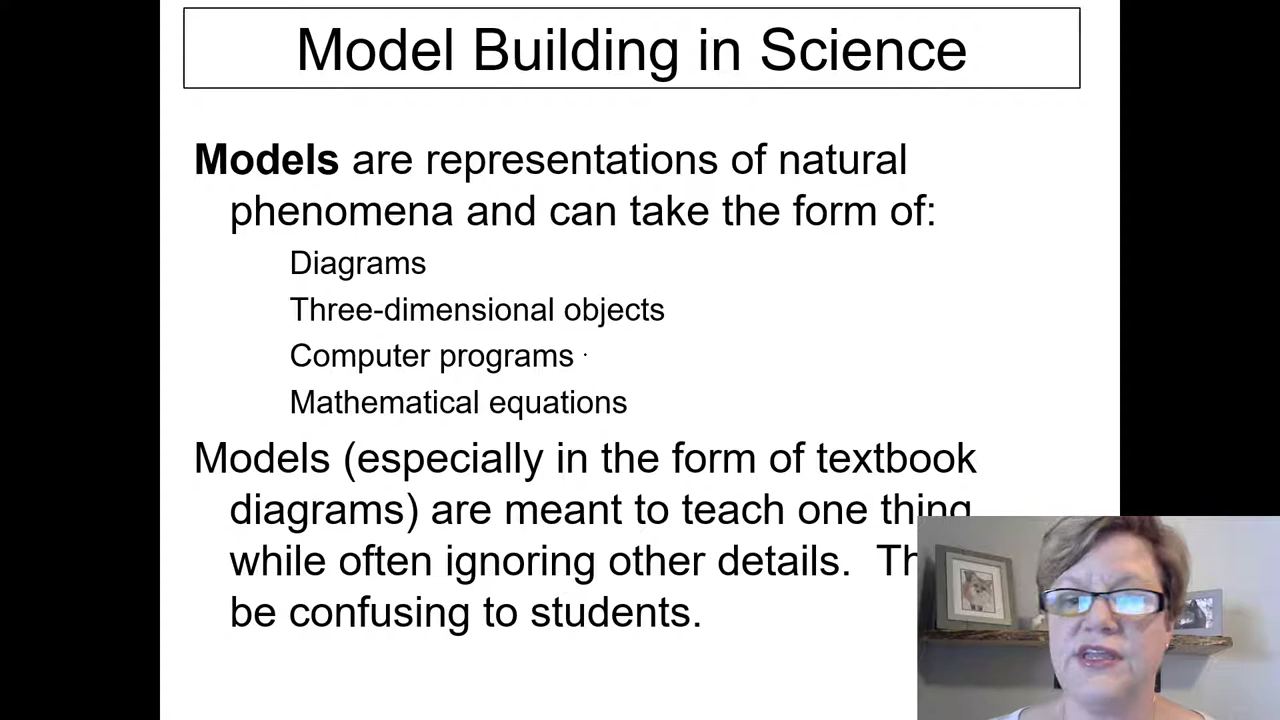 Model Building in Science
Models are representations of natural
phenomena and can take the form of:
Diagrams
Three-dimensional objects
Computer programs
Mathematical equations
Models (especially in the form of textbook
diagrams) are meant to teach one thing
while often ignoring other details.
be confusing to students.